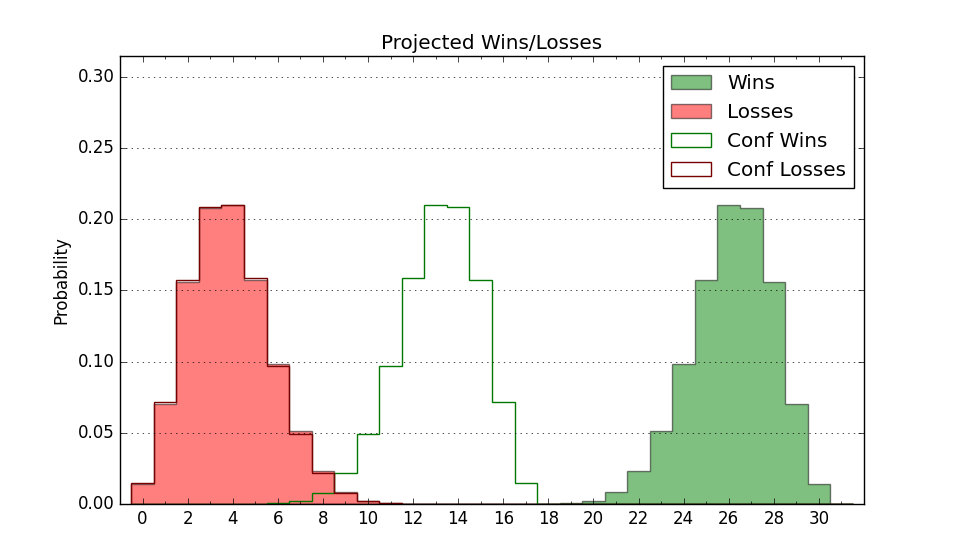 Projected Wins/Losses
0.30
0.25
0.20
0.15
0.10
0.05
0.00
Probability
Wins
Losses
Conf Wins
Conf Losses
0 2 4 6 8 10 12 14 16 18 20 22 24 26 28 30